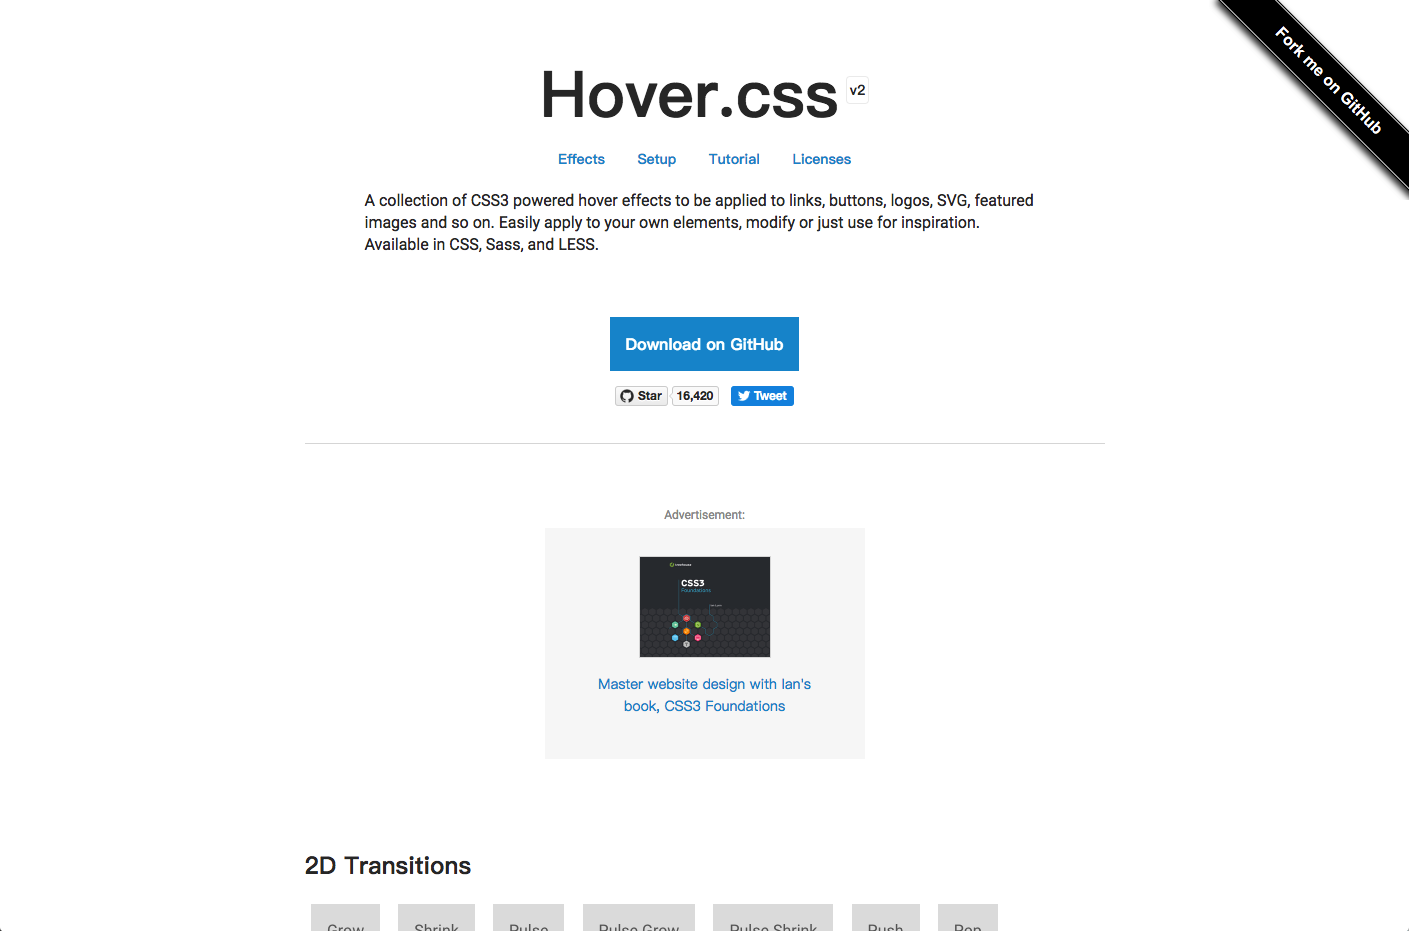 Fork me on GitHub
Hover.css v2
Effects Setup Tutorial Licenses
A collection of CSS3 powered hover effects to be applied to links, buttons, logos, SVG, featured
images and so on. Easily apply to your own elements, modify or just use for inspiration.
Available in CSS, Sass, and LESS.
Download on GitHub
Star 16,420 Tweet
Advertisement:
treehouse
CSS3
Foundations
Master website design with Ian's
book, CSS3 Foundations
2D Transitions
Grow Shrink Pulse Pulse Grow Pulse Shrink Push Pop